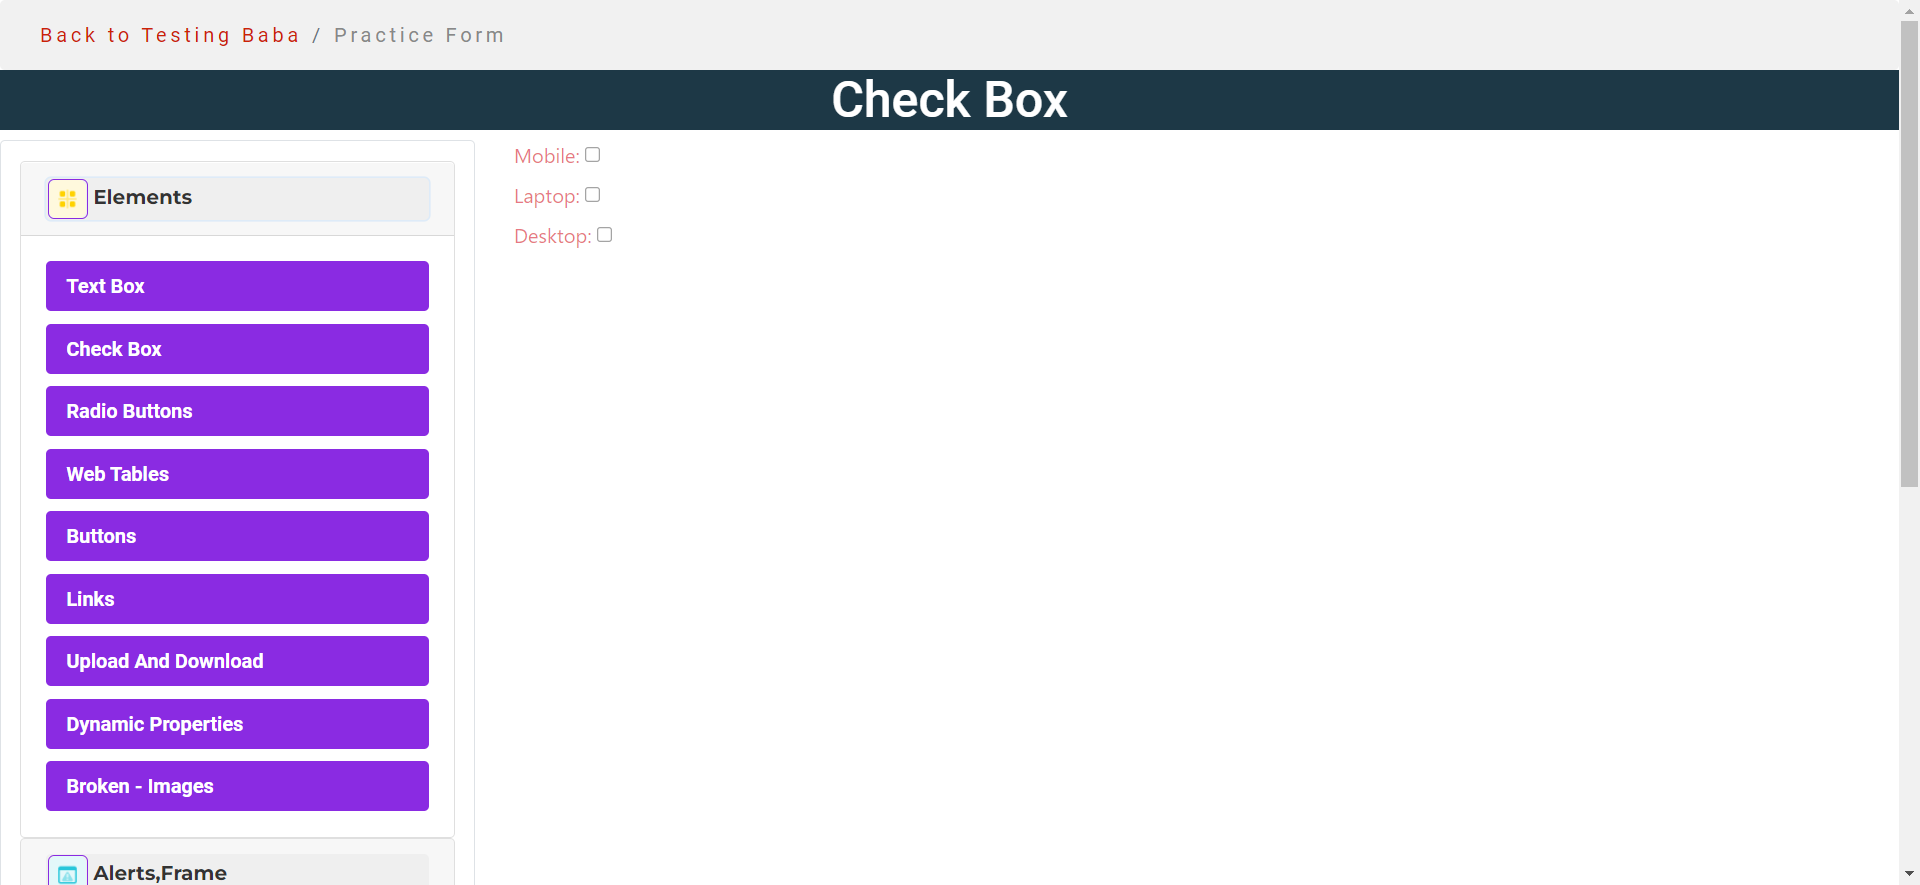 Back to Testing Baba / Practice Form
Check Box
Elements
Text Box
Check Box
Radio Buttons
Web Tables
Buttons
Links
Upload And Download
Dynamic Properties
Broken - Images
Alerts,Frame
Mobile:
Laptop:
Desktop: